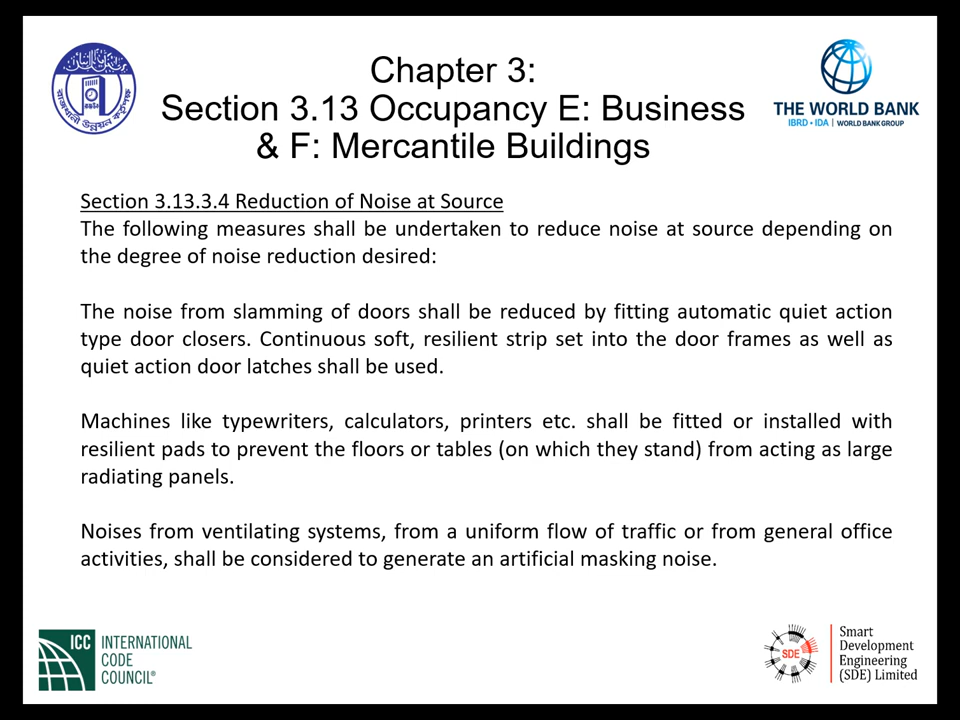 Chapter 3:
Section 3.13 Occupancy E: Business
& F: Mercantile Buildings
THE WORLD BANK
IBRD • IDA | WORLD BANK GROUP
Section 3.13.3.4 Reduction of Noise at Source
The following measures shall be undertaken to reduce noise at source depending on
the degree of noise reduction desired:
The noise from slamming of doors shall be reduced by fitting automatic quiet action
type door closers. Continuous soft, resilient strip set into the door frames as well as
quiet action door latches shall be used.
Machines like typewriters, calculators, printers etc. shall be fitted or installed with
resilient pads to prevent the floors or tables (on which they stand) from acting as large
radiating panels.
Noises from ventilating systems, from a uniform flow of traffic or from general office
activities, shall be considered to generate an artificial masking noise.
ICC
INTERNATIONAL
CODE
COUNCIL®
SDE
Smart
Development
Engineering
(SDE) Limited